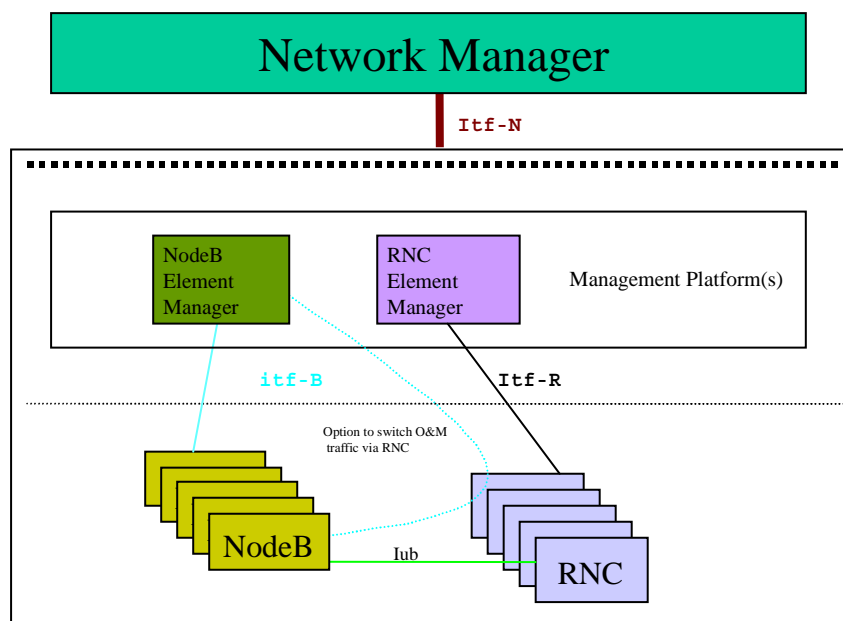 Network Manager
Itf-N
NodeB
Element
Manager
RNC
Element
Manager
Management Platform(s)
itf-B
Itf-R
Option to switch O&M
traffic via RNC
NodeB
Iub
RNC